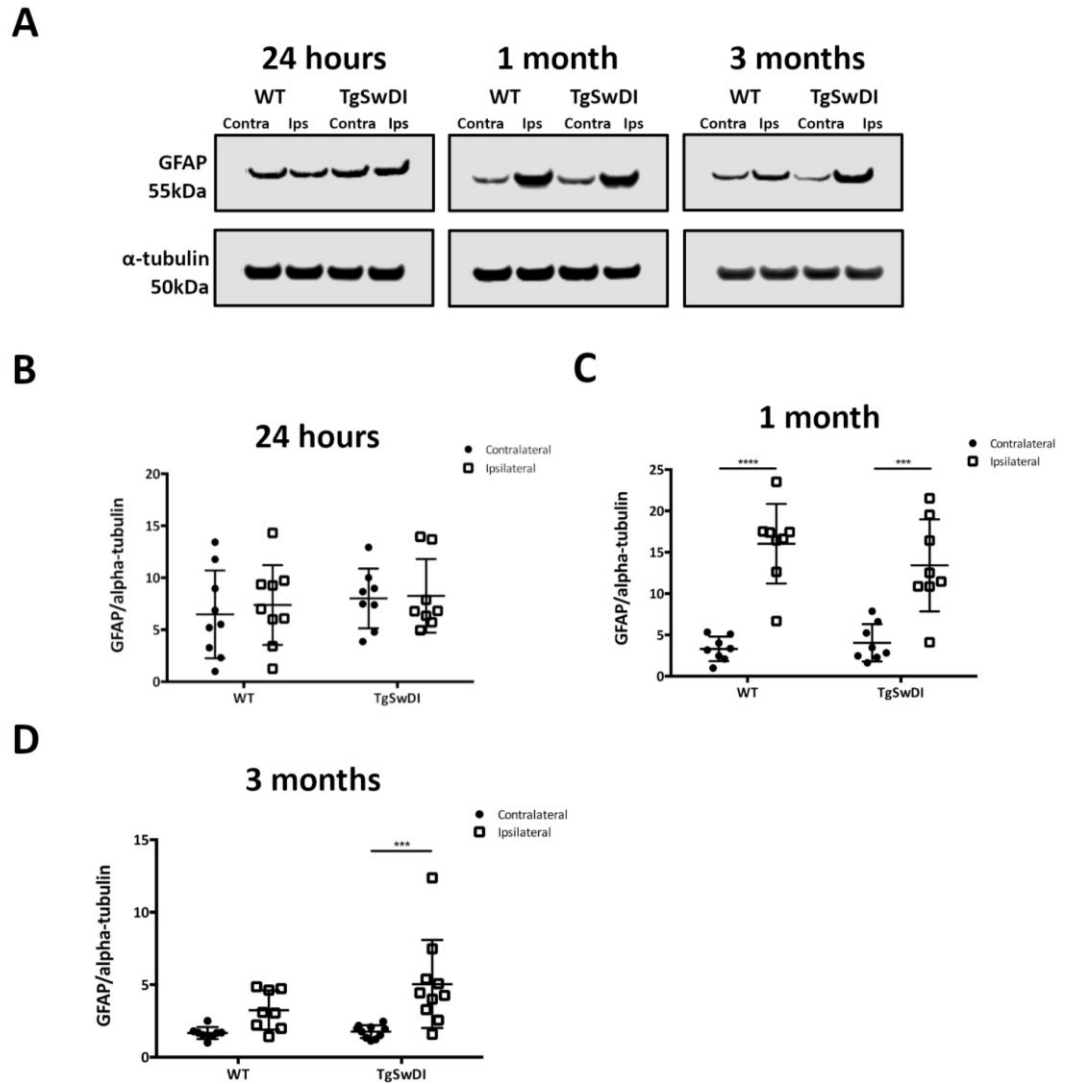 A
24 hours 1 month 3 months
WT TgSwDI WT TgSwDI WT TgSwDI
Contra Ips Contra Ips Contra Ips Contra Ips Contra Ips Contra Ips
GFAP
55kDa
α-tubulin
50kDa
B
24 hours
Contralateral
Ipsilateral
GFAP/alpha-tubulin
20
15
10
5
0
WT TgSwDI
C
1 month
Contralateral
Ipsilateral
GFAP/alpha-tubulin
25
20
15
10
5
0
**** ***
WT TgSwDI
D
3 months
Contralateral
Ipsilateral
GFAP/alpha-tubulin
15
10
5
0
***
WT TgSwDI